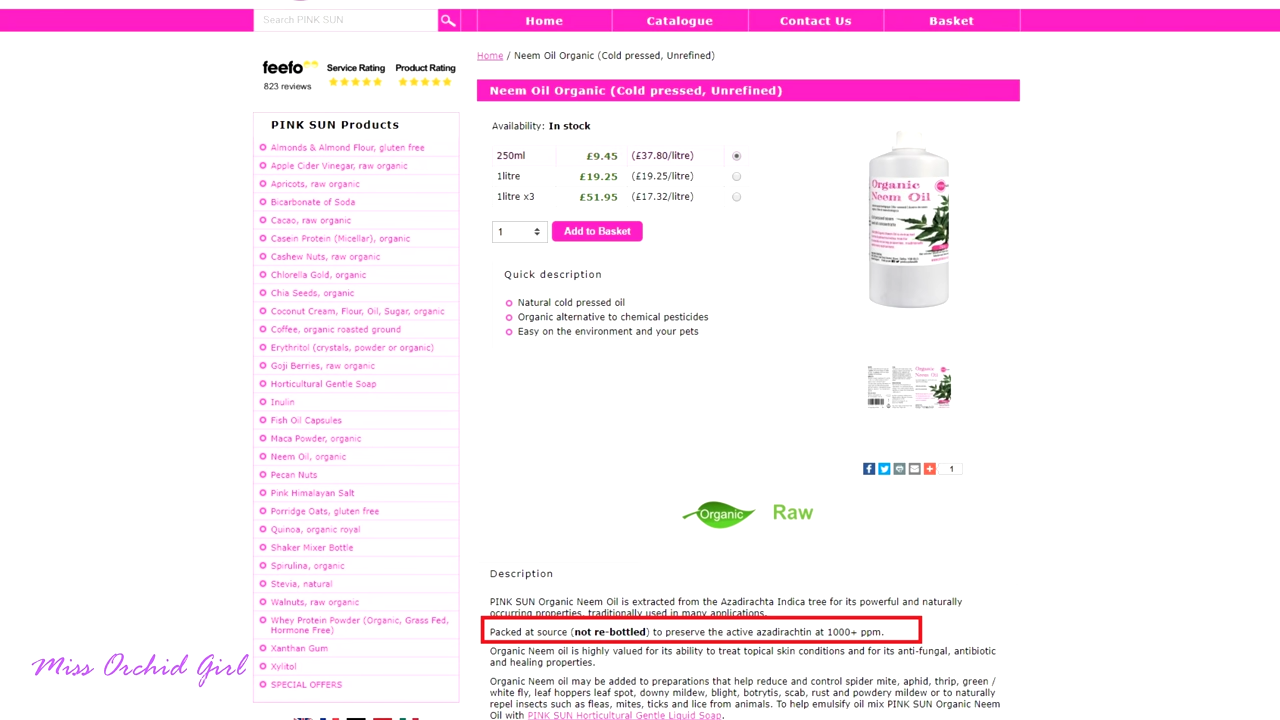 Search PINK SUN
Home
Catalogue
Contact Us
Basket
feefo
Service Rating
Product Rating
823 reviews
Home / Neem Oil Organic (Cold pressed, Unrefined)
Neem Oil Organic (Cold pressed, Unrefined)
PINK SUN Products
Almonds & Almond Flour, gluten free
Apple Cider Vinegar, raw organic
Apricots, raw organic
Bicarbonate of Soda
Cacao, raw organic
Casein Protein (Micellar), organic
Cashew Nuts, raw organic
Chlorella Gold, organic
Chia Seeds, organic
Coconut Cream, Flour, Oil, Sugar, organic
Coffee, organic roasted ground
Erythritol (crystals, powder or organic)
Goji Berries, raw organic
Horticultural Gentle Soap
Inulin
Fish Oil Capsules
Maca Powder, organic
Neem Oil, organic
Pecan Nuts
Pink Himalayan Salt
Porridge Oats, gluten free
Quinoa, organic royal
Shaker Mixer Bottle
Spirulina, organic
Stevia, natural
Walnuts, raw organic
Whey Protein Powder (Organic, Grass Fed,
Hormone Free)
Xanthan Gum
Xylitol
SPECIAL OFFERS
Availability: In stock
250ml £9.45 (£37.80/litre)
1litre £19.25 (£19.25/litre)
1litre x3 £51.95 (£17.32/litre)
1
Add to Basket
Quick description
Natural cold pressed oil
Organic alternative to chemical pesticides
Easy on the environment and your pets
Organic
Neem Oil
Organic
Neem Oil
1
Organic
Raw
Description
PINK SUN Organic Neem Oil is extracted from the Azadirachta Indica tree for its powerful and naturally
occurring properties, traditionally used in many applications.
Packed at source (not re-bottled) to preserve the active azadirachtin at 1000+ ppm.
Organic Neem oil is highly valued for its ability to treat topical skin conditions and for its anti-fungal, antibiotic
and healing properties.
Organic Neem oil may be added to preparations that help reduce and control spider mite, aphid, thrip, green /
white fly, leaf hoppers leaf spot, downy mildew, blight, botrytis, scab, rust and powdery mildew or to naturally
repel insects such as fleas, mites, ticks and lice from animals. To help emulsify oil mix PINK SUN Organic Neem
Oil with PINK SUN Horticultural Gentle Liquid Soap.
Miss Orchid Girl